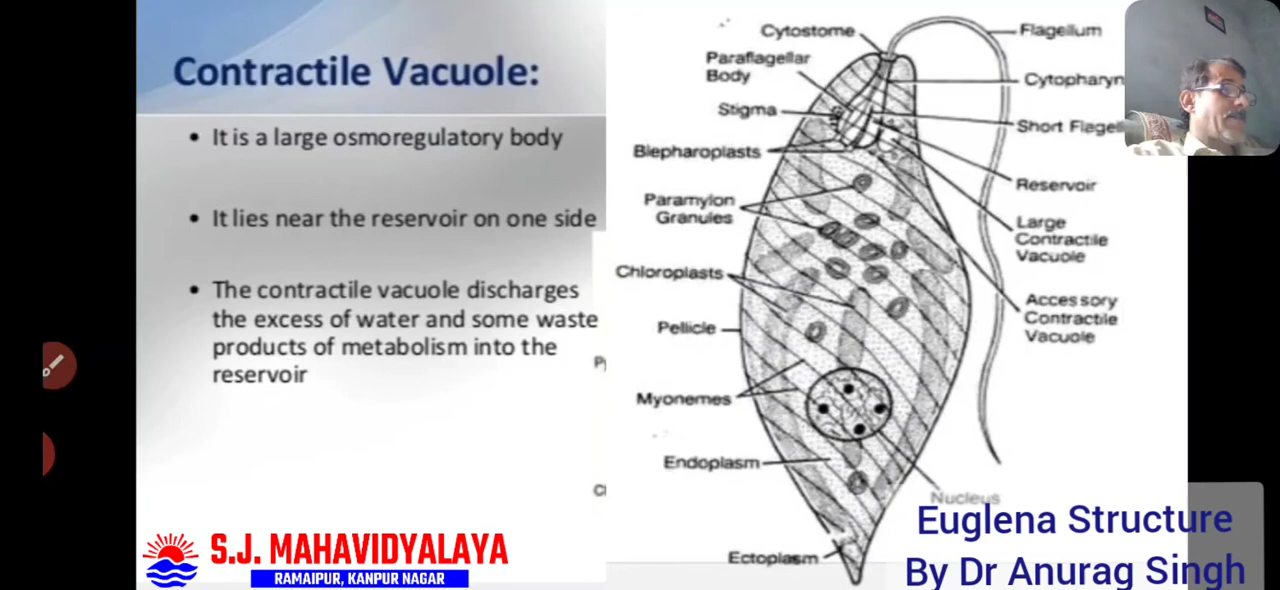 Contractile Vacuole:
• It is a large osmoregulatory body
• It lies near the reservoir on one side
• The contractile vacuole discharges
the excess of water and some waste
products of metabolism into the
reservoir
Cytostome
Paraflagellar
Body
Stigma
Blepharoplasts
Paramylon
Granules
Chloroplasts
Pellicle
Myonemes
Endoplasm
Ectoplasm
Flagellum
Cytopharyn
Short Flagel
Reservoir
Large
Contractile
Vacuole
Accessory
Contractile
Vacuole
Nucleus
Euglena Structure
By Dr Anurag Singh
S.J. MAHAVIDYALAYA
RAMAIPUR, KANPUR NAGAR